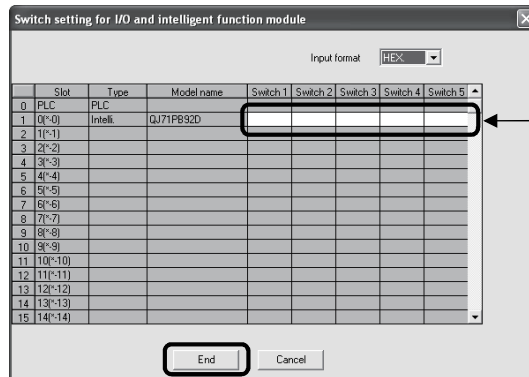 Switch setting for I/O and intelligent function module
Input format HEX.
Slot Type Model name Switch 1 Switch 2 Switch 3 Switch 4 Switch 5
0 PLC PLC
1 0(*-0) Intelli. QJ71PB92D
2 1(*-1)
3 2(*-2)
4 3(*-3)
5 4(*-4)
6 5(*-5)
7 6(*-6)
8 7(*-7)
9 8(*-8)
10 9(*-9)
11 10(*-10)
12 11(*-11)
13 12(*-12)
14 13(*-13)
15 14(*-14)
End Cancel